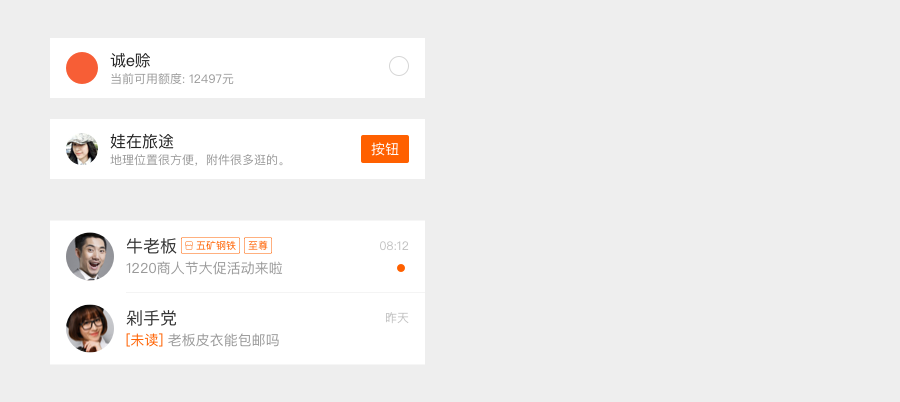 诚e赊
当前可用额度: 12497元
娃在旅途
地理位置很方便，附件很多逛的。
按钮
牛老板 五矿钢铁 至尊 08:12
1220商人节大促活动来啦
剁手党 昨天
[未读] 老板皮衣能包邮吗